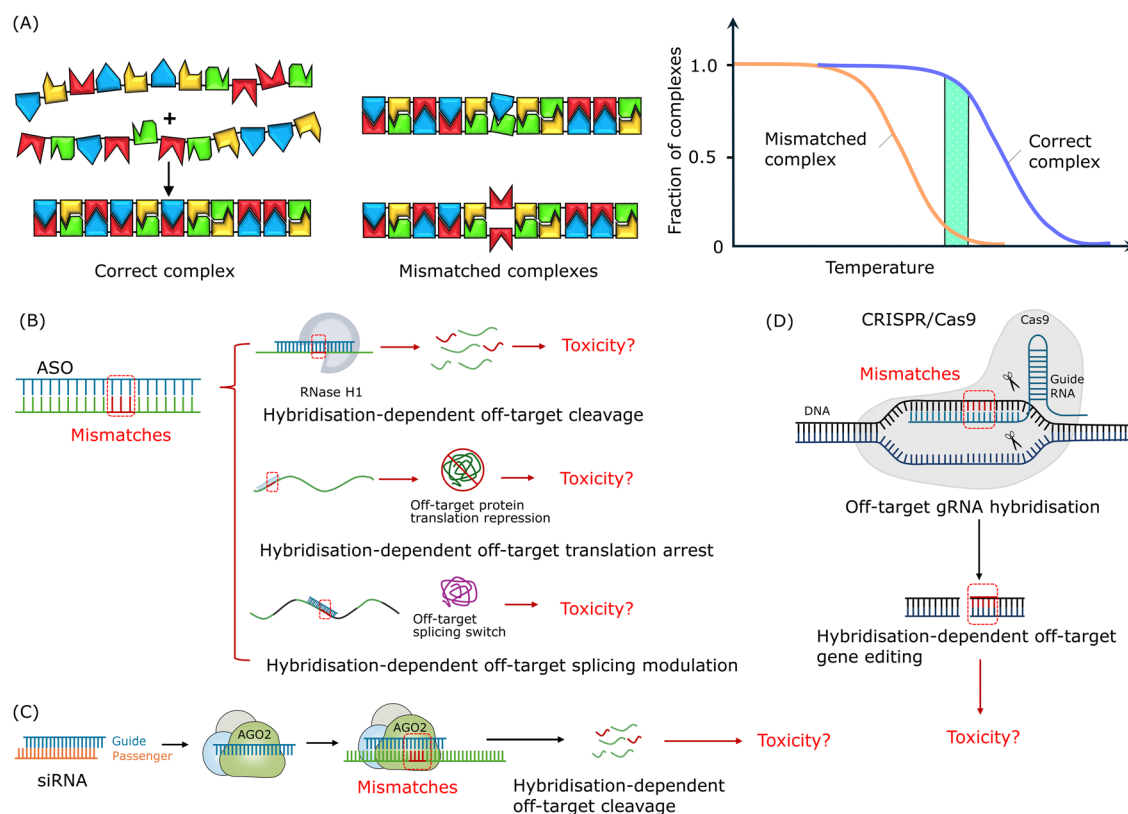 (A)
+
Correct complex
Mismatched complexes
Fraction of complexes
1.0
0.5
0
Mismatched
complex
Correct
complex
Temperature
(B)
ASO
Mismatches
RNase H1
Toxicity?
Hybridisation-dependent off-target cleavage
Off-target protein
translation repression
Toxicity?
Hybridisation-dependent off-target translation arrest
Off-target
splicing switch
Toxicity?
Hybridisation-dependent off-target splicing modulation
(C)
Guide
Passenger
siRNA
AGO2
AGO2
Mismatches
Hybridisation-dependent
off-target cleavage
Toxicity?
(D)
CRISPR/Cas9
Cas9
Mismatches
Guide
RNA
DNA
Off-target gRNA hybridisation
Hybridisation-dependent off-target
gene editing
Toxicity?